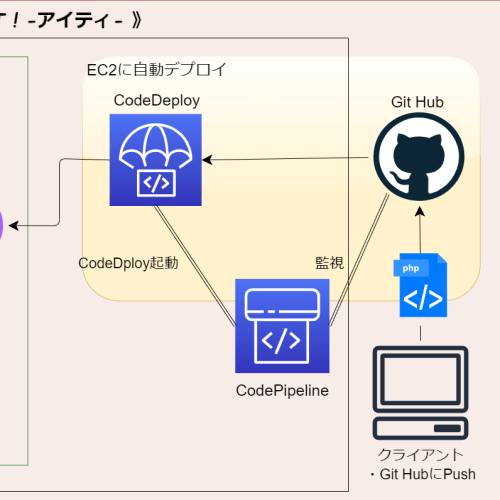 ！-アイティ- 》
EC2に自動デプロイ
CodeDeploy
Git Hub
CodeDploy起動
監視
php
CodePipeline
クライアント
・Git HubにPush